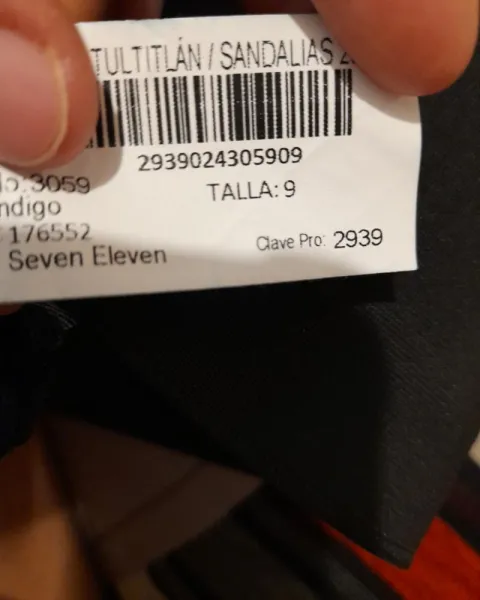 TULTITLÁN / SANDALIAS
2939024305909
3059
TALLA: 9
ndigo
176552
Clave Pro: 2939
Seven Eleven